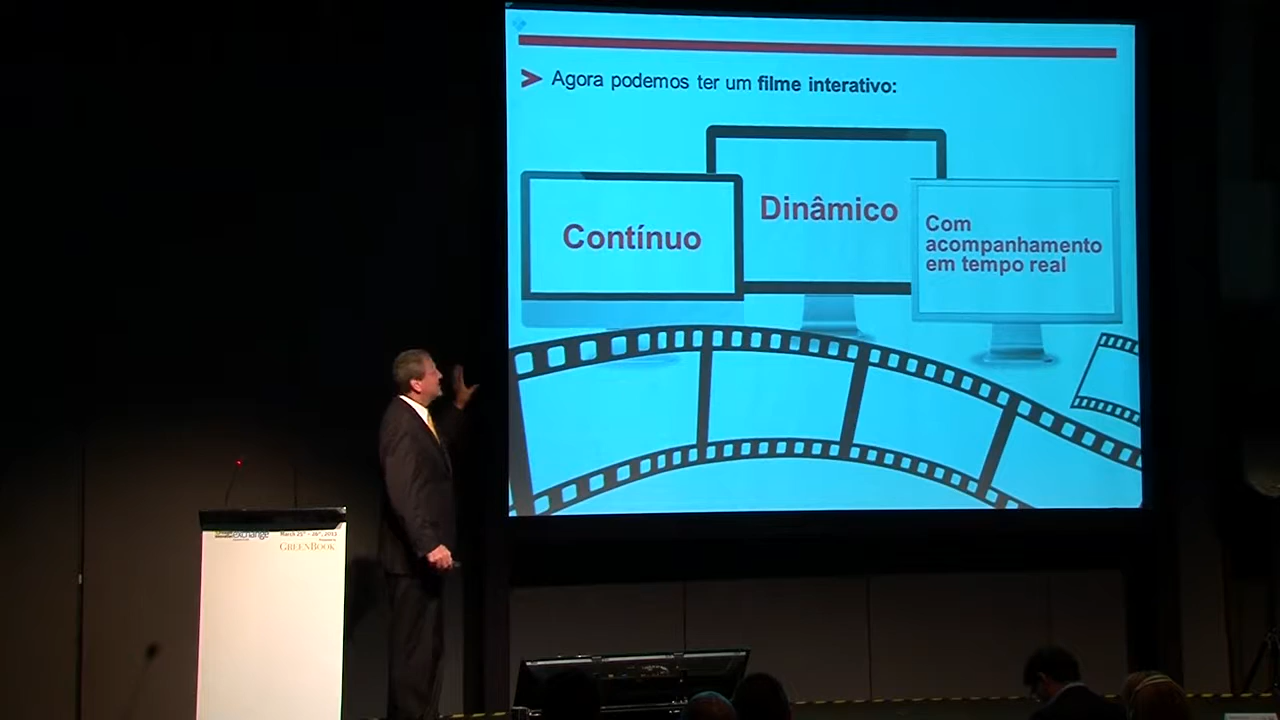 Agora podemos ter um filme interativo:
Dinâmico
Contínuo
Com
acompanhamento
em tempo real
GREENBOOK